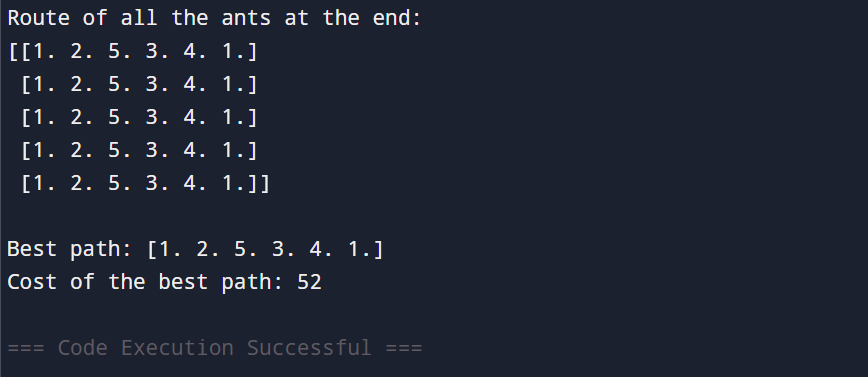 Route of all the ants at the end:
[[1. 2. 5. 3. 4. 1.]
 [1. 2. 5. 3. 4. 1.]
 [1. 2. 5. 3. 4. 1.]
 [1. 2. 5. 3. 4. 1.]
 [1. 2. 5. 3. 4. 1.]]

Best path: [1. 2. 5. 3. 4. 1.]
Cost of the best path: 52

=== Code Execution Successful ===